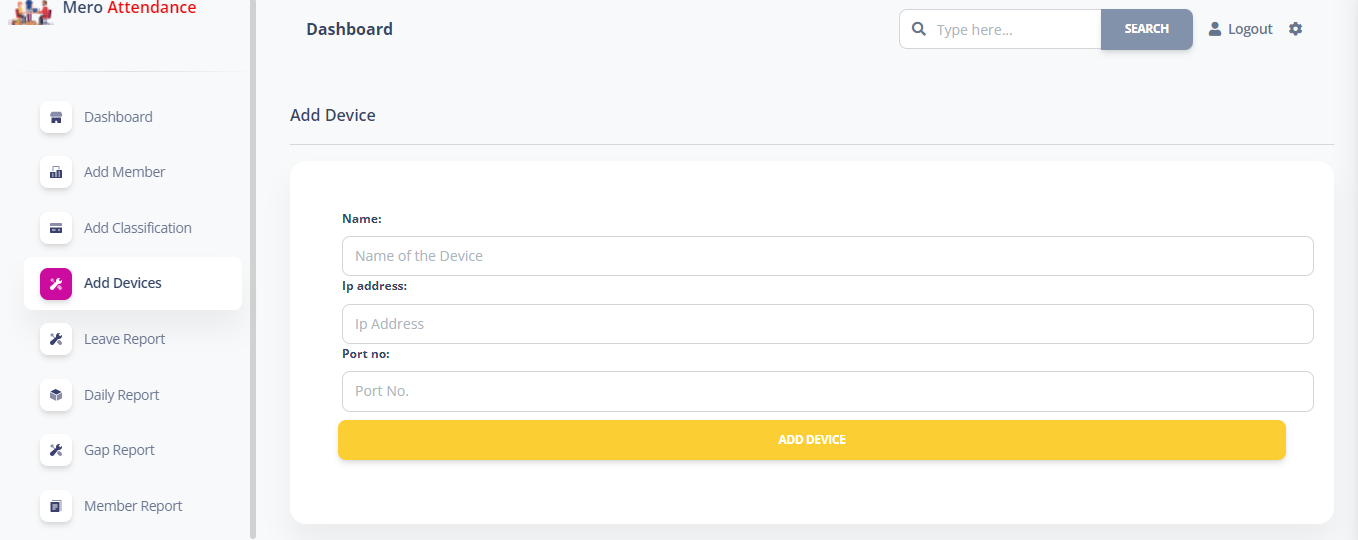 Mero Attendance
Dashboard
Add Member
Add Classification
Add Devices
Leave Report
Daily Report
Gap Report
Member Report
Dashboard
Type here...
SEARCH
Logout
Add Device
Name:
Name of the Device
Ip address:
Ip Address
Port no:
Port No.
ADD DEVICE